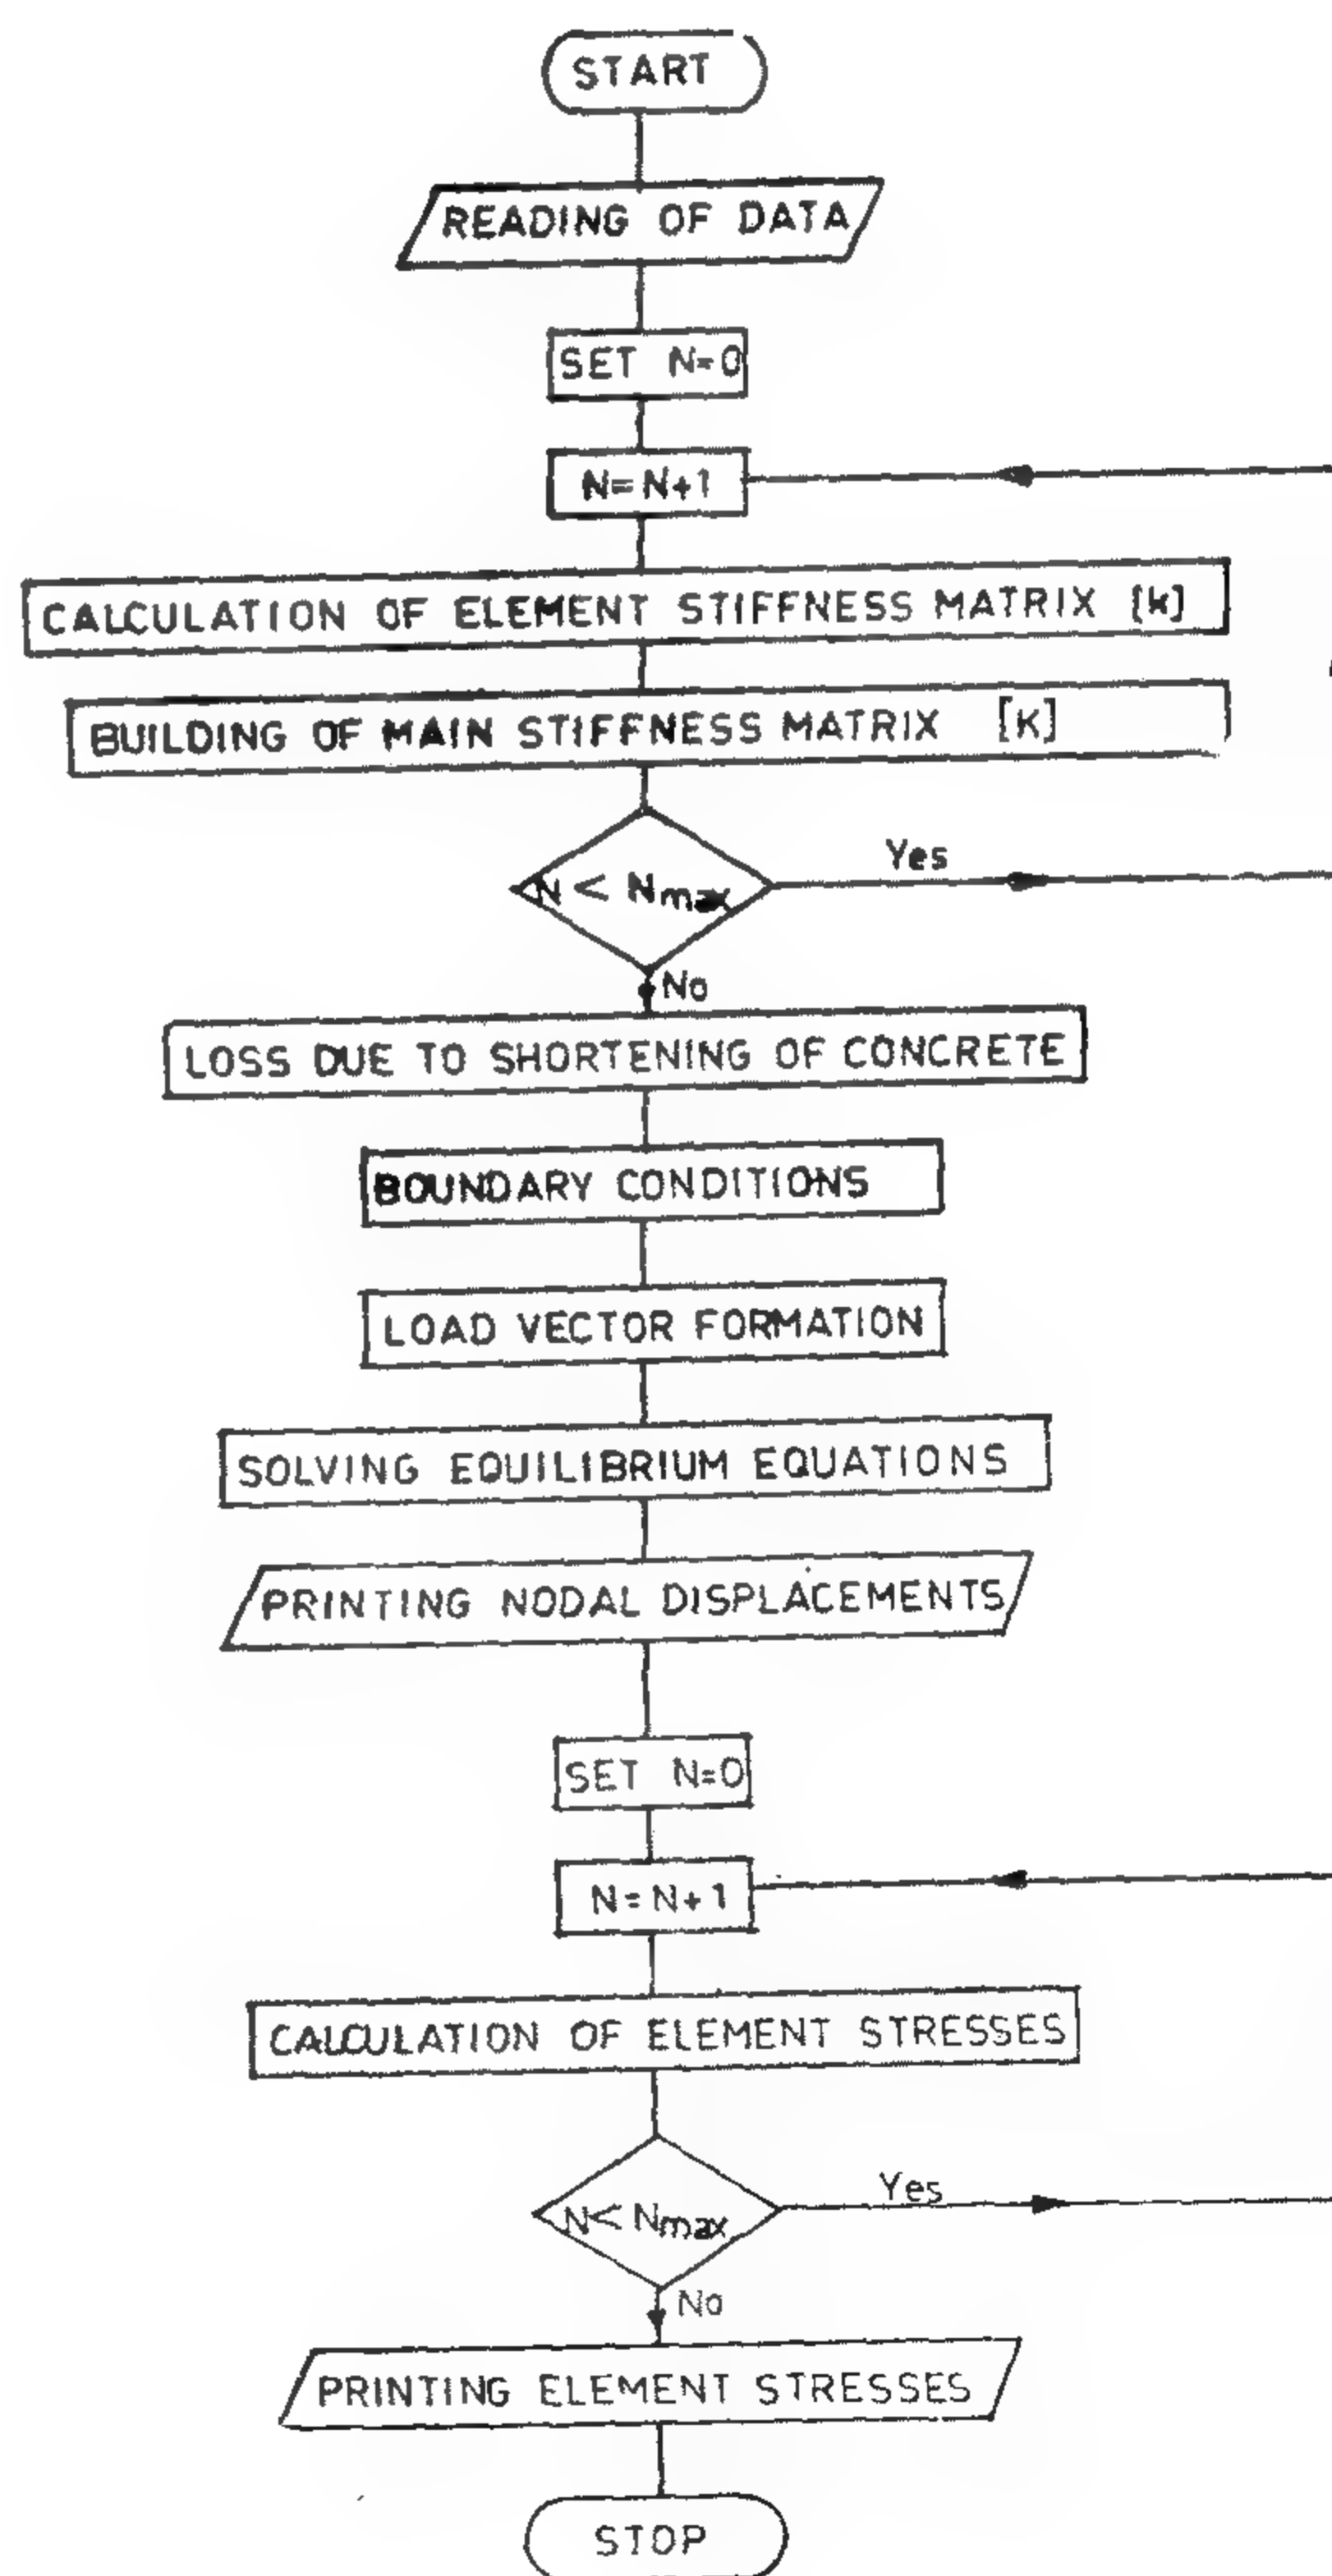 START
READING OF DATA
SET N=0
N=N+1
CALCULATION OF ELEMENT STIFFNESS MATRIX [k]
BUILDING OF MAIN STIFFNESS MATRIX [K]
N < Nmax
Yes
No
LOSS DUE TO SHORTENING OF CONCRETE
BOUNDARY CONDITIONS
LOAD VECTOR FORMATION
SOLVING EQUILIBRIUM EQUATIONS
PRINTING NODAL DISPLACEMENTS
SET N=0
N=N+1
CALCULATION OF ELEMENT STRESSES
N< Nmax
Yes
No
PRINTING ELEMENT STRESSES
STOP